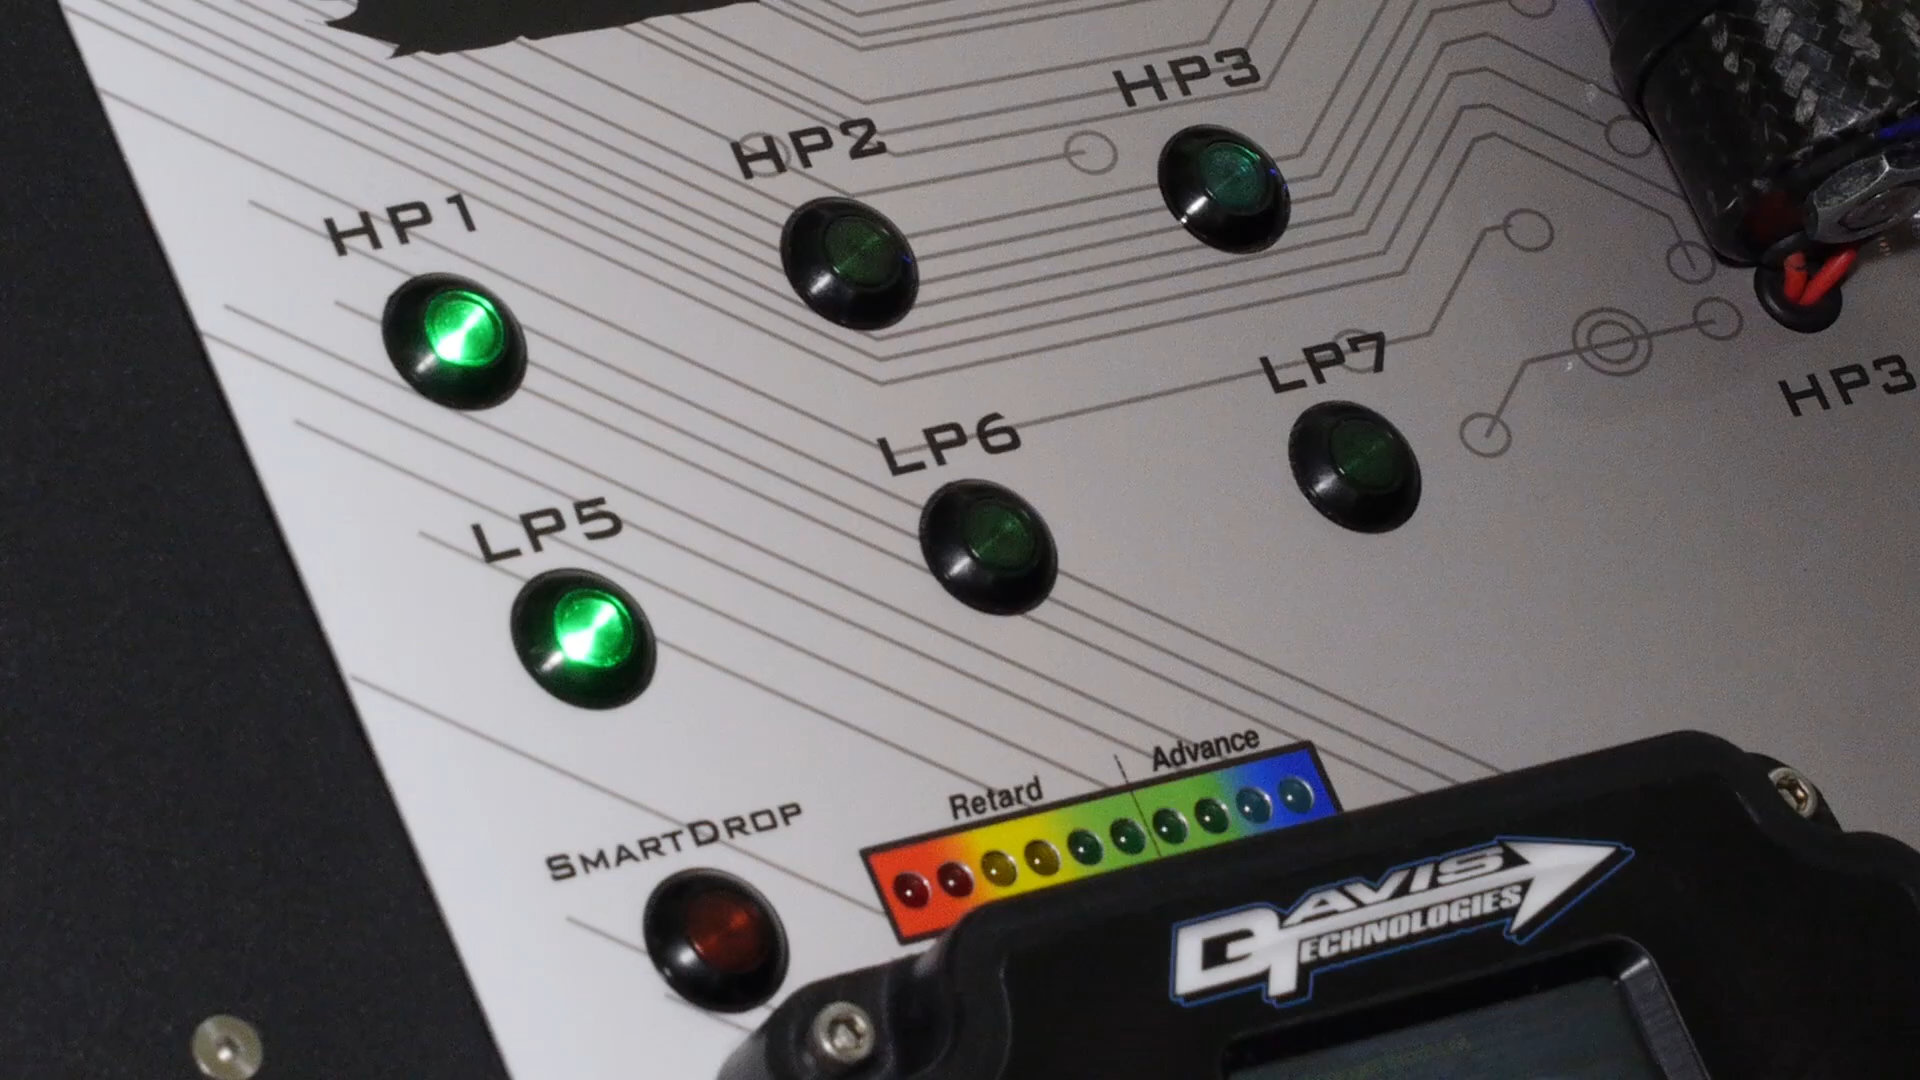 HP1
HP2
HP3
LP5
LP6
LP7
HP3
SMARTDROP
Retard
Advance
DAVIS
TECHNOLOGIES